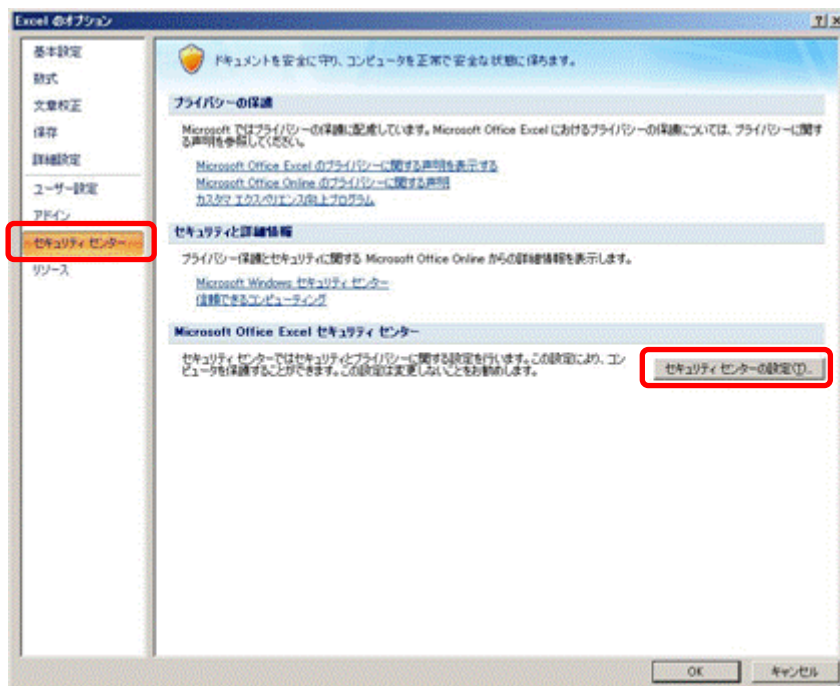 Excel のオプション
基本設定
数式
文章校正
保存
詳細設定
ユーザー設定
アドイン
セキュリティ センター
リソース
ドキュメントを安全に守り、コンピュータを正常で安全な状態に保ちます。
プライバシーの保護
Microsoft ではプライバシーの保護に配慮しています。Microsoft Office Excel におけるプライバシーの保護については、プライバシーに関す
る声明を参照してください。
Microsoft Office Excel のプライバシーに関する声明を表示する
Microsoft Office Online のプライバシーに関する声明
カスタマ エクスペリエンス向上プログラム
セキュリティと詳細情報
プライバシー保護とセキュリティに関する Microsoft Office Online からの詳細情報を表示します。
Microsoft Windows セキュリティ センター
信頼できるコンピューティング
Microsoft Office Excel セキュリティ センター
セキュリティ センターではセキュリティとプライバシーに関する設定を行います。この設定により、コン
ピュータを保護することができます。この設定は変更しないことをお勧めします。
セキュリティ センターの設定(T)...
OK
キャンセル